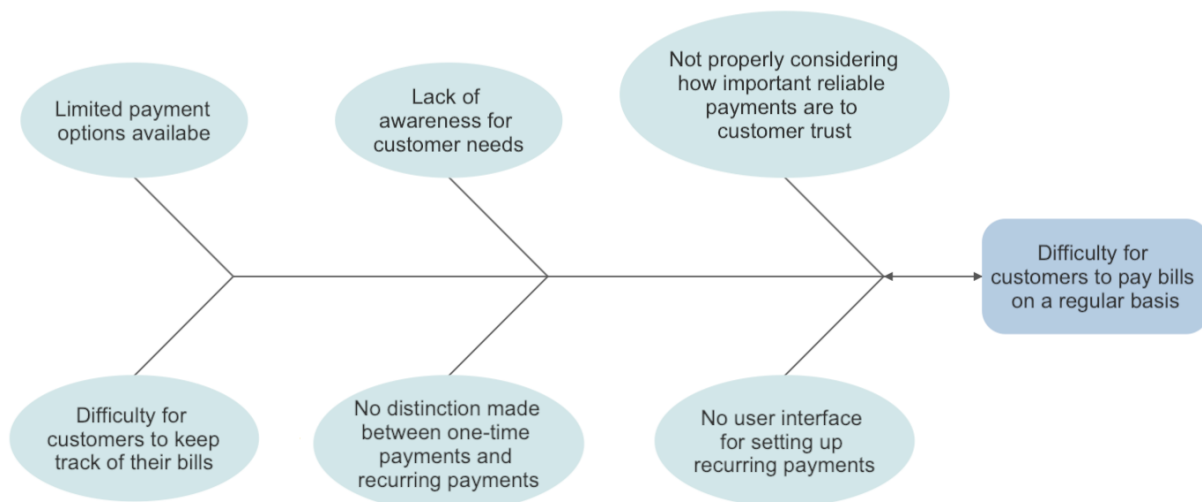 Limited payment
options availabe
Lack of
awareness for
customer needs
Not properly considering
how important reliable
payments are to
customer trust
Difficulty for
customers to pay bills
on a regular basis
Difficulty for
customers to keep
track of their bills
No distinction made
between one-time
payments and
recurring payments
No user interface
for setting up
recurring payments